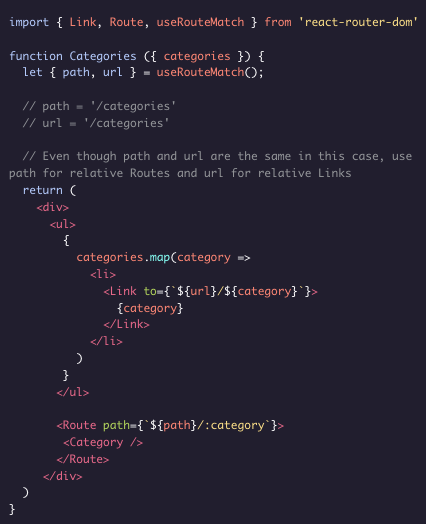 import { Link, Route, useRouteMatch } from 'react-router-dom'
function Categories ({ categories }) {
let { path, url } = useRouteMatch();
// path = '/categories'
// url = '/categories'
// Even though path and url are the same in this case, use
path for relative Routes and url for relative Links
return (
<div>
<ul>
{
categories.map(category =>
<li>
<Link to={`${url}/${category}`}>
{category}
</Link>
</li>
)
}
</ul>
<Route path={`${path}/:category`}>
<Category />
</Route>
</div>
)
}